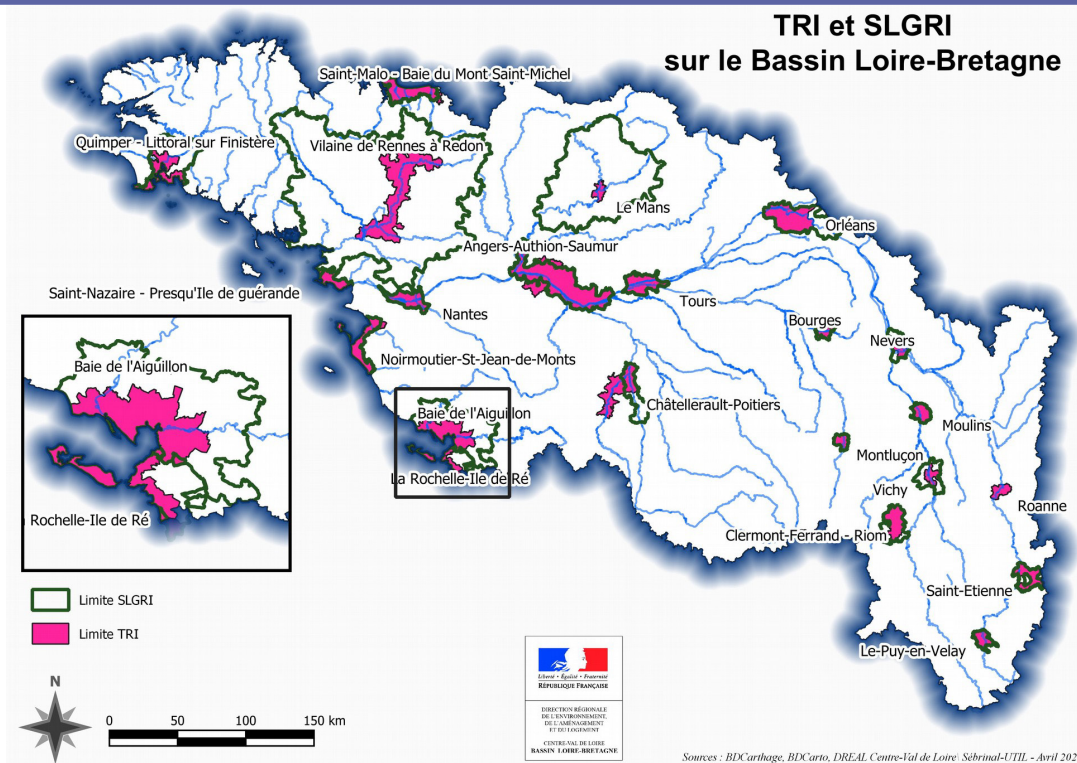 TRI et SLGRI
sur le Bassin Loire-Bretagne
Saint-Malo - Baie du Mont Saint-Michel
Quimper - Littoral sur Finistère
Vilaine de Rennes à Redon
Le Mans
Orléans
Angers-Authion-Saumur
Saint-Nazaire - Presqu'Ile de guérande
Tours
Nantes
Bourges
Nevers
Noirmoutier-St-Jean-de-Monts
Baie de l'Aiguillon
Châtellerault-Poitiers
Baie de l'Aiguillon
Moulins
Montluçon
La Rochelle-Ile de Ré
Vichy
Roanne
Rochelle-Ile de Ré
Clermont-Ferrand - Riom
Saint-Etienne
Le-Puy-en-Velay
Limite SLGRI
Limite TRI
N
0 50 100 150 km
Liberté • Égalité • Fraternité
RÉPUBLIQUE FRANÇAISE
DIRECTION RÉGIONALE
DE L'ENVIRONNEMENT,
DE L'AMÉNAGEMENT
ET DU LOGEMENT
CENTRE-VAL DE LOIRE
BASSIN LOIRE-BRETAGNE
Sources : BDCarthage, BDCarto, DREAL Centre-Val de Loire\ Sébrinal-UTIL - Avril 202